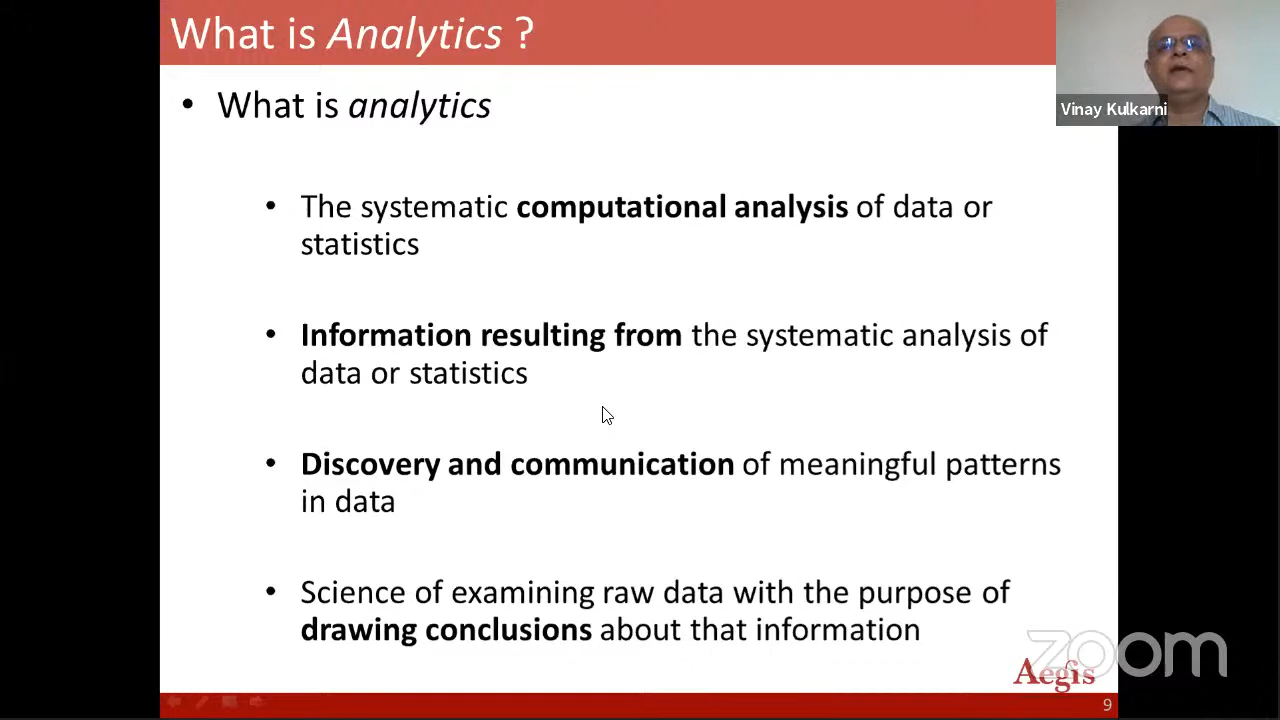 What is Analytics ?
Vinay Kulkarni
• What is analytics
• The systematic computational analysis of data or
statistics
• Information resulting from the systematic analysis of
data or statistics
• Discovery and communication of meaningful patterns
in data
• Science of examining raw data with the purpose of
drawing conclusions about that information
zoom
Aegis
9